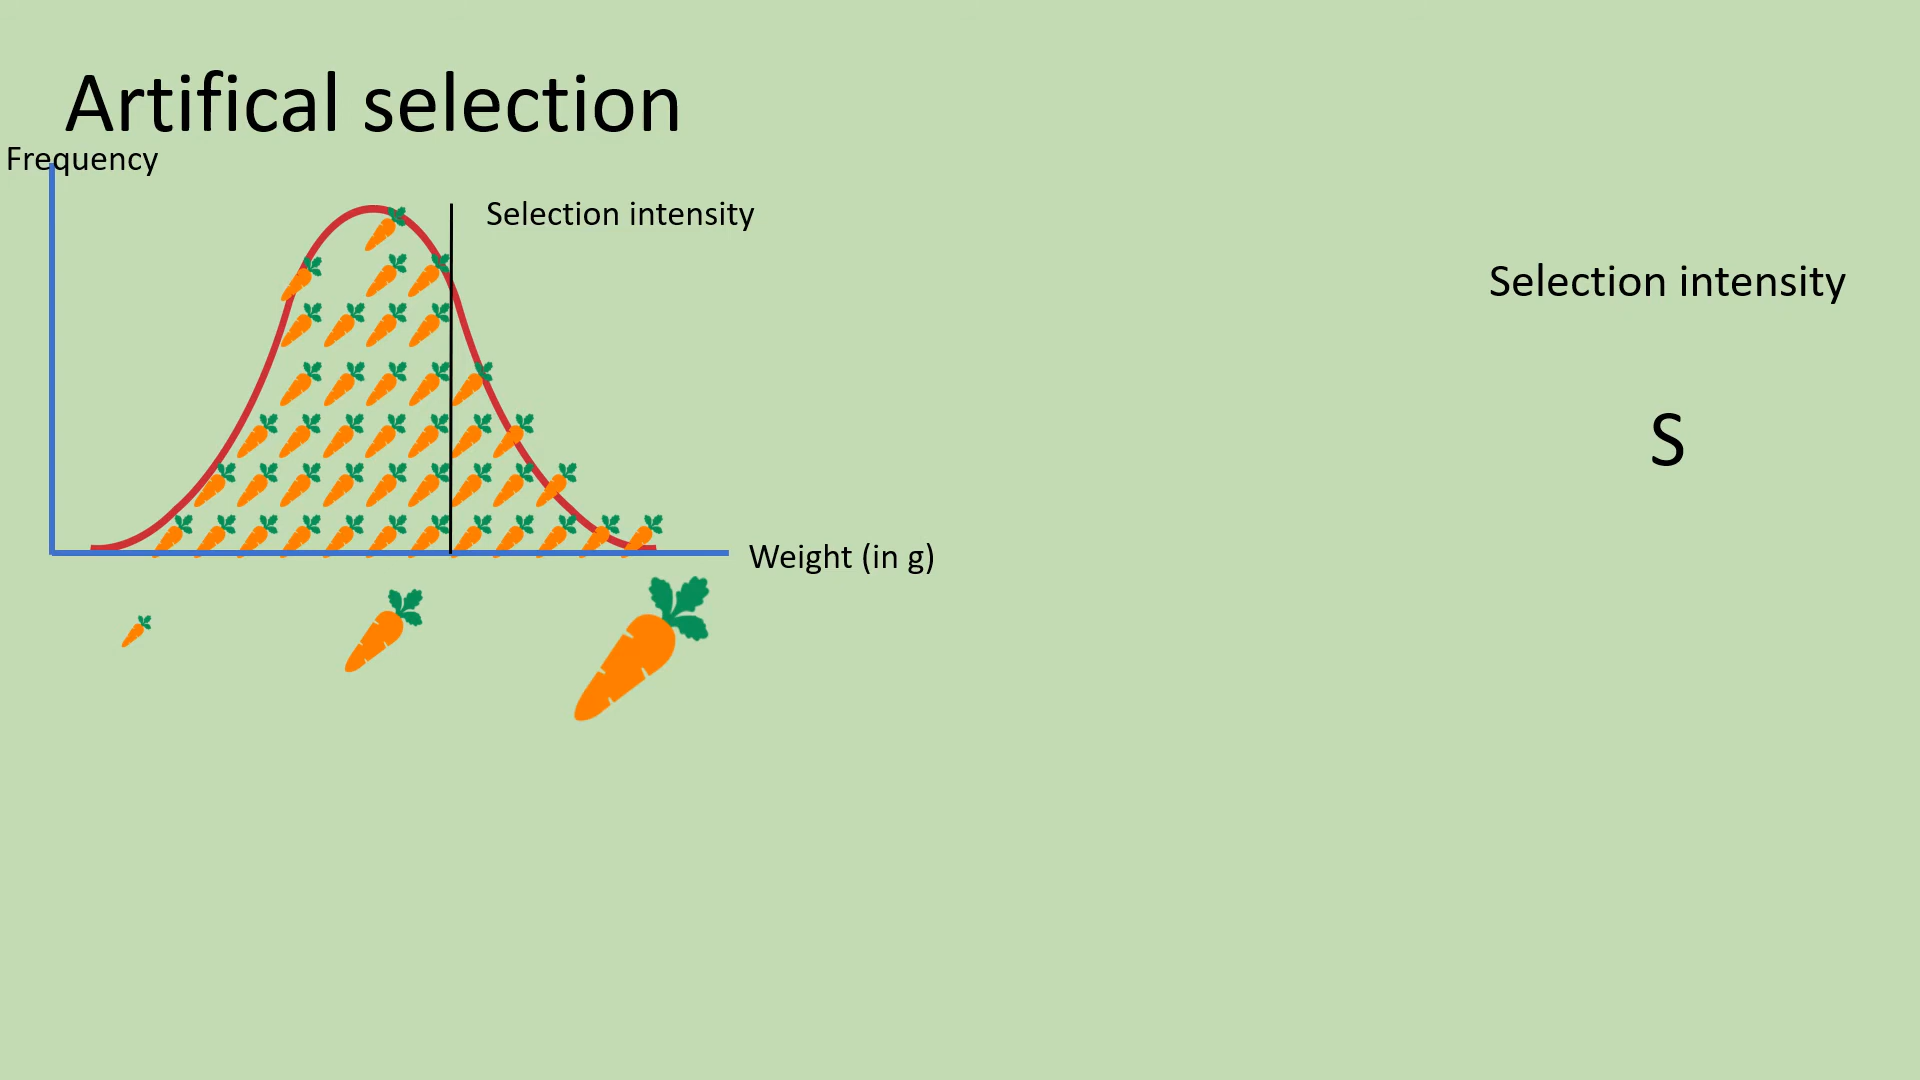 Artifical selection
Frequency
Selection intensity
Selection intensity
S
Weight (in g)